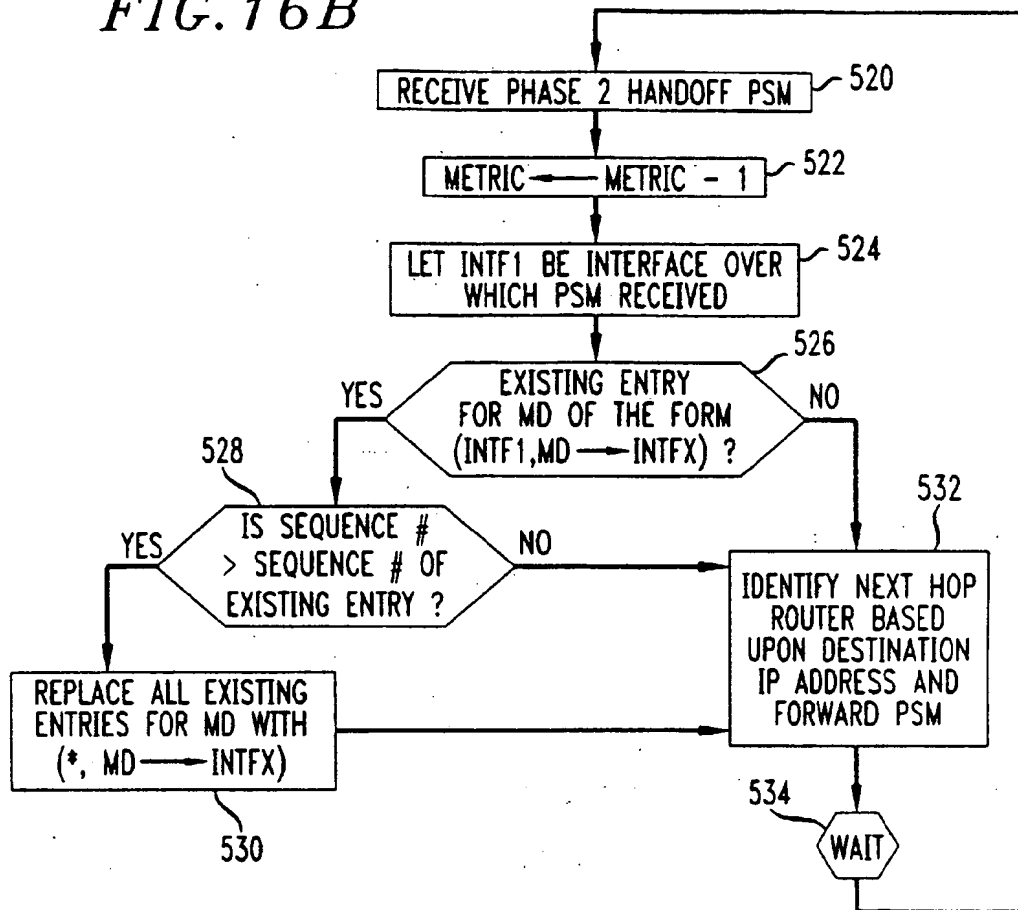 FIG. 16B
RECEIVE PHASE 2 HANDOFF PSM
520
METRIC ← METRIC - 1
522
LET INTF1 BE INTERFACE OVER
WHICH PSM RECEIVED
524
526
EXISTING ENTRY
FOR MD OF THE FORM
(INTF1,MD → INTFX) ?
YES
NO
528
IS SEQUENCE #
> SEQUENCE # OF
EXISTING ENTRY ?
YES
NO
532
IDENTIFY NEXT HOP
ROUTER BASED
UPON DESTINATION
IP ADDRESS AND
FORWARD PSM
REPLACE ALL EXISTING
ENTRIES FOR MD WITH
(*, MD → INTFX)
530
534
WAIT